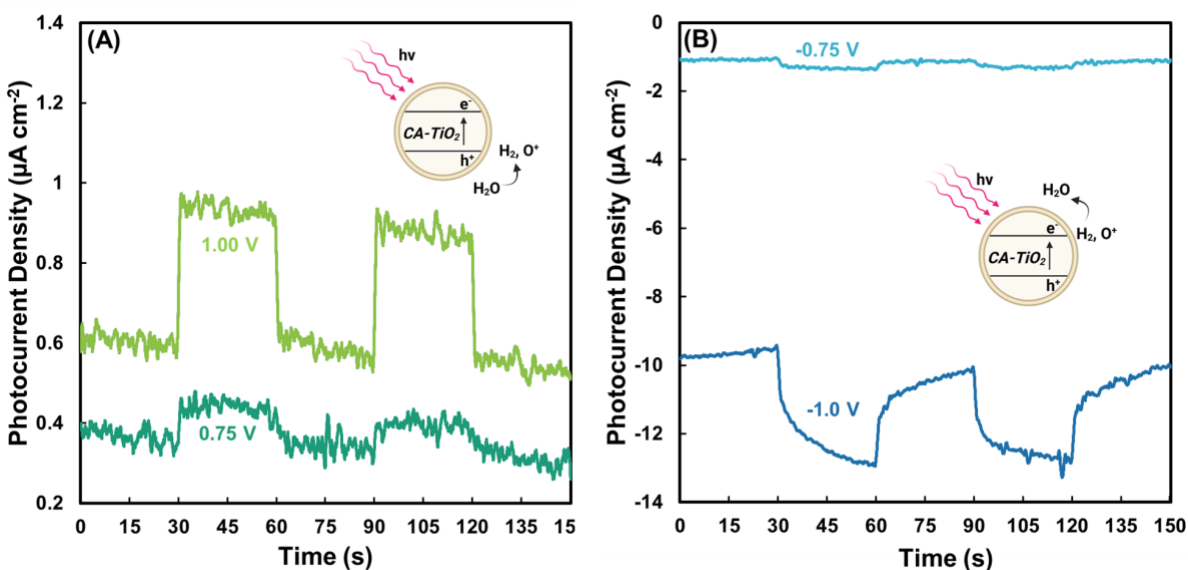 (A)
Photocurrent Density (µA cm⁻²)
1.4
1.2
1
0.8
0.6
0.4
0.2
hv
e⁻
CA-TiO₂
h⁺
H₂, O⁺
H₂O
1.00 V
0.75 V
0 15 30 45 60 75 90 105 120 135 15
Time (s)
(B)
Photocurrent Density (µA cm⁻²)
-0
-2
-4
-6
-8
-10
-12
-14
-0.75 V
hv
H₂O
e⁻
H₂, O⁺
CA-TiO₂
h⁺
-1.0 V
0 15 30 45 60 75 90 105 120 135 150
Time (s)